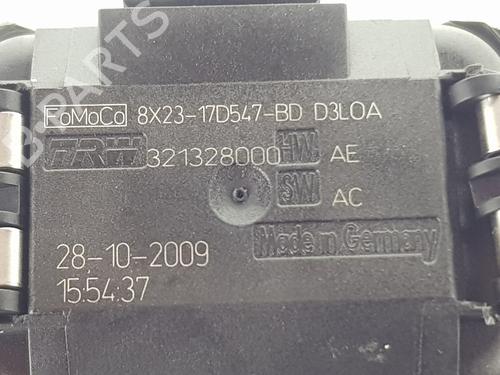 B-PARTS
FoMoCo 8X23-17D547-BD D3LOA
TRW 321328000 HW AE
SW AC
Made in Germany
28-10-2009
15:54:37